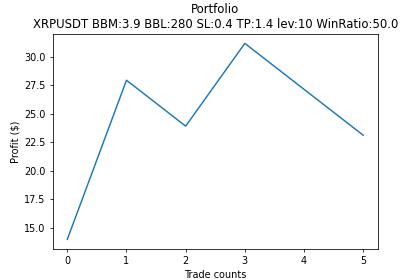 Portfolio
XRPUSDT BBM:3.9 BBL:280 SL:0.4 TP:1.4 lev:10 WinRatio:50.0
30.0
27.5
25.0
22.5
20.0
17.5
15.0
Profit ($)
0 1 2 3 4 5
Trade counts